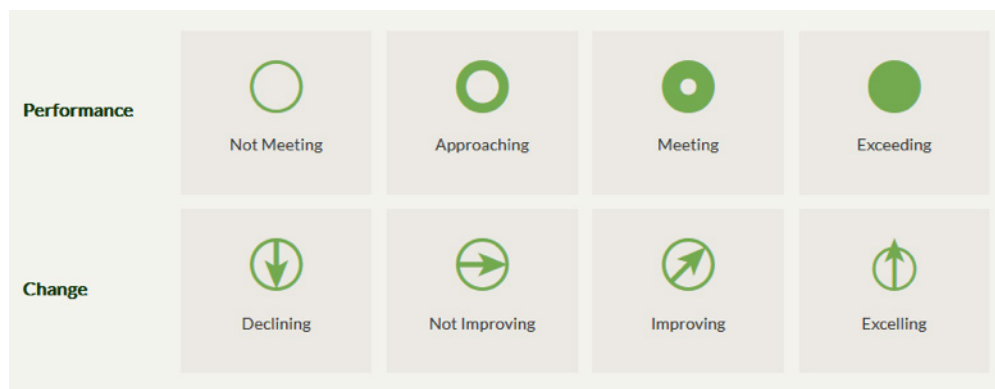 Performance
Not Meeting
Approaching
Meeting
Exceeding
Change
Declining
Not Improving
Improving
Excelling